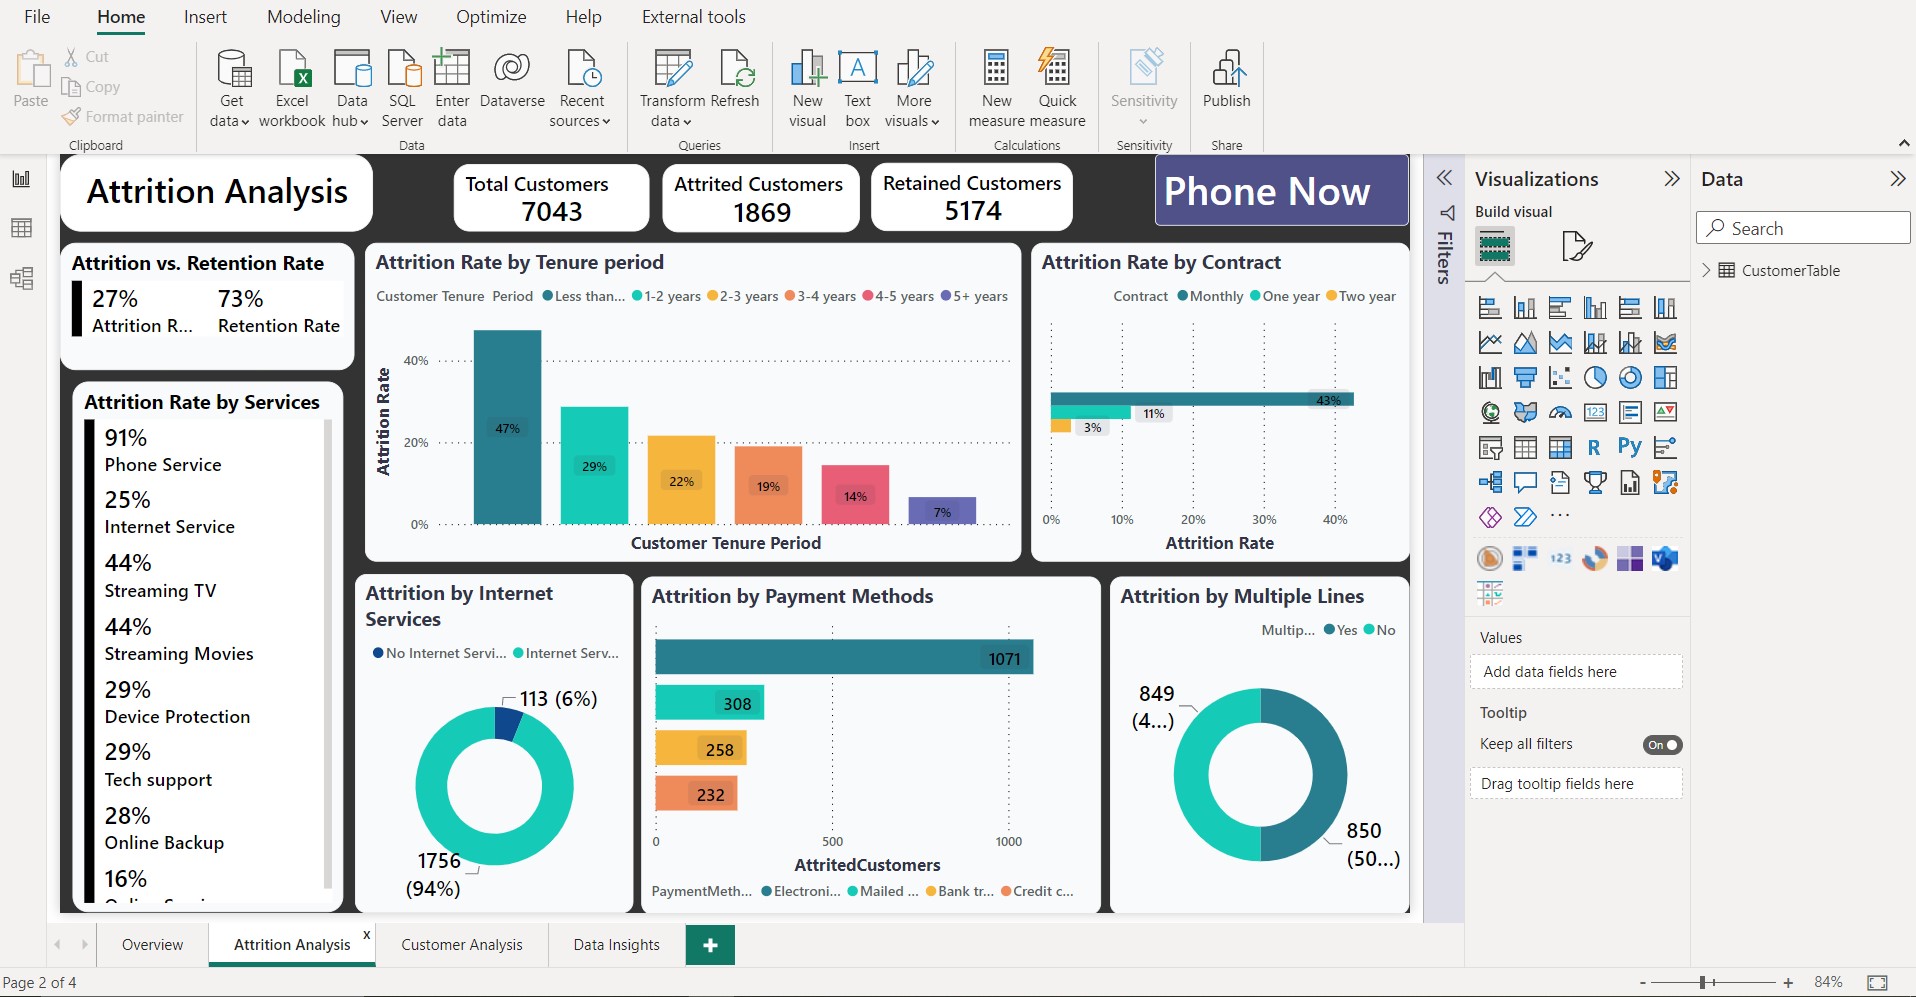 File Home Insert Modeling View Optimize Help External tools
Paste
Cut
Copy
Format painter
Clipboard
Get data
Excel workbook
Data hub
SQL Server
Enter data
Dataverse
Recent sources
Data
Transform data
Refresh
Queries
New visual
Text box
More visuals
Insert
New measure
Quick measure
Calculations
Sensitivity
Sensitivity
Publish
Share
Attrition Analysis
Total Customers
7043
Attrited Customers
1869
Retained Customers
5174
Phone Now
Attrition vs. Retention Rate
27% 73%
Attrition R... Retention Rate
Attrition Rate by Services
91%
Phone Service
25%
Internet Service
44%
Streaming TV
44%
Streaming Movies
29%
Device Protection
29%
Tech support
28%
Online Backup
16%
Attrition Rate by Tenure period
Customer Tenure Period Less than... 1-2 years 2-3 years 3-4 years 4-5 years 5+ years
Attrition Rate
40%
20%
0%
47%
29%
22%
19%
14%
7%
Customer Tenure Period
Attrition Rate by Contract
Contract Monthly One year Two year
43%
11%
3%
0% 10% 20% 30% 40%
Attrition Rate
Attrition by Internet
Services
No Internet Servi... Internet Serv...
113 (6%)
1756
(94%)
Attrition by Payment Methods
1071
308
258
232
0 500 1000
AttritedCustomers
PaymentMeth... Electroni... Mailed ... Bank tr... Credit c...
Attrition by Multiple Lines
Multip... Yes No
849
(4...)
850
(50...)
Filters
Visualizations
Build visual
123
R
Py
...
123
V
Values
Add data fields here
Tooltip
Keep all filters On
Drag tooltip fields here
Data
Search
CustomerTable
Overview Attrition Analysis x Customer Analysis Data Insights +
Page 2 of 4
- + 84%